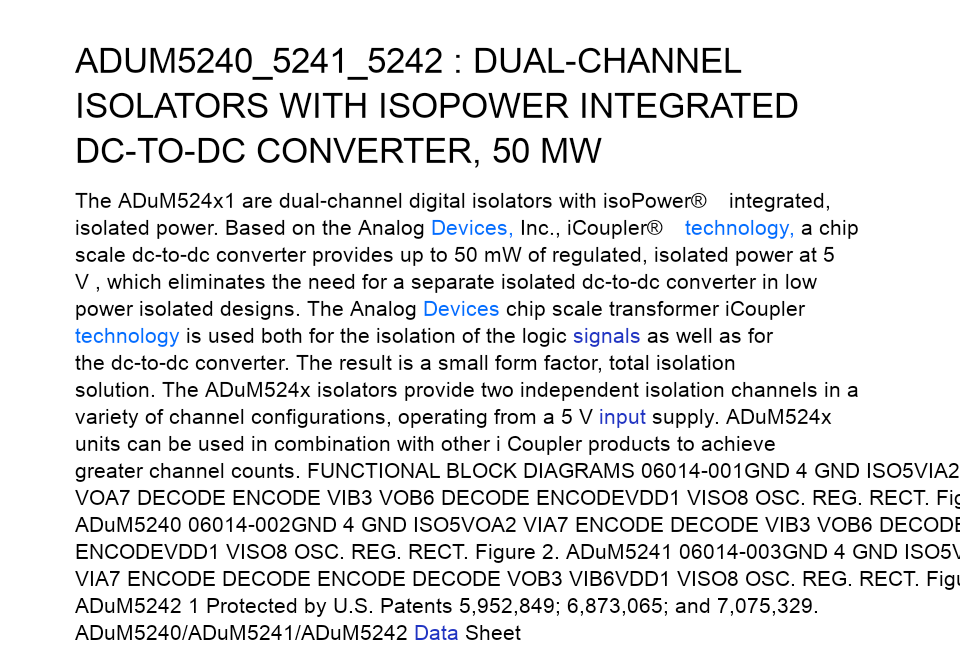 ADUM5240_5241_5242 : DUAL-CHANNEL
ISOLATORS WITH ISOPOWER INTEGRATED
DC-TO-DC CONVERTER, 50 MW
The ADuM524x1 are dual-channel digital isolators with isoPower® integrated,
isolated power. Based on the Analog Devices, Inc., iCoupler® technology, a chip
scale dc-to-dc converter provides up to 50 mW of regulated, isolated power at 5
V , which eliminates the need for a separate isolated dc-to-dc converter in low
power isolated designs. The Analog Devices chip scale transformer iCoupler
technology is used both for the isolation of the logic signals as well as for
the dc-to-dc converter. The result is a small form factor, total isolation
solution. The ADuM524x isolators provide two independent isolation channels in a
variety of channel configurations, operating from a 5 V input supply. ADuM524x
units can be used in combination with other i Coupler products to achieve
greater channel counts. FUNCTIONAL BLOCK DIAGRAMS 06014-001GND 4 GND ISO5VIA2
VOA7 DECODE ENCODE VIB3 VOB6 DECODE ENCODEVDD1 VISO8 OSC. REG. RECT.
ADuM5240 06014-002GND 4 GND ISO5VOA2 VIA7 ENCODE DECODE VIB3 VOB6 DECODE
ENCODEVDD1 VISO8 OSC. REG. RECT. Figure 2. ADuM5241 06014-003GND 4 GND
VIA7 ENCODE DECODE ENCODE DECODE VOB3 VIB6VDD1 VISO8 OSC. REG. RECT.
ADuM5242 1 Protected by U.S. Patents 5,952,849; 6,873,065; and 7,075,329.
ADuM5240/ADuM5241/ADuM5242 Data Sheet